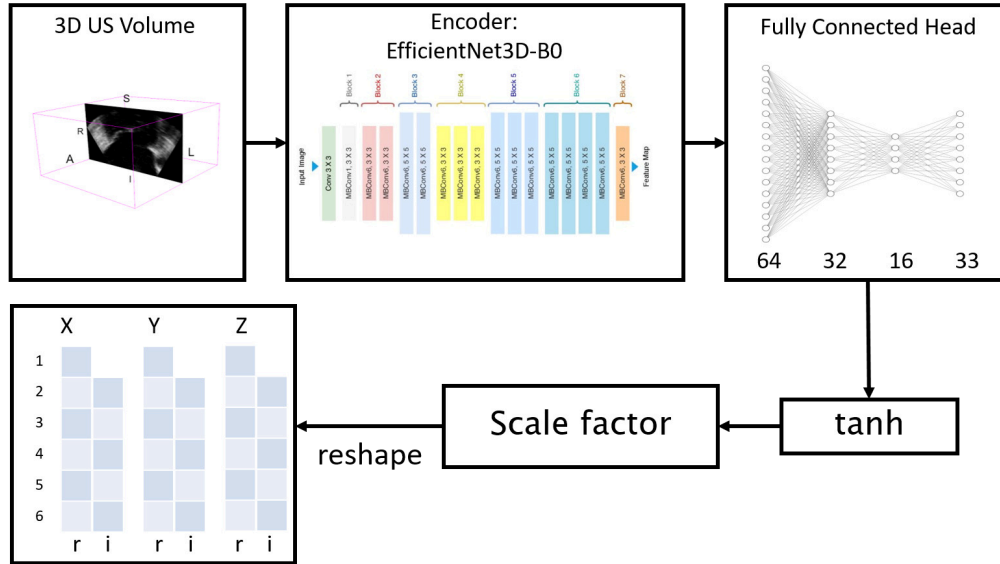 3D US Volume
S
R
A
L
I
Encoder:
EfficientNet3D-B0
Block 1
Block 2
Block 3
Block 4
Block 5
Block 6
Block 7
Input Image
Conv 3 X 3
MBConv1, 3 X 3
MBConv6, 3 X 3
MBConv6, 3 X 3
MBConv6, 5 X 5
MBConv6, 5 X 5
MBConv6, 3 X 3
MBConv6, 3 X 3
MBConv6, 3 X 3
MBConv6, 5 X 5
MBConv6, 5 X 5
MBConv6, 5 X 5
MBConv6, 5 X 5
MBConv6, 5 X 5
MBConv6, 5 X 5
MBConv6, 5 X 5
MBConv6, 3 X 3
Feature Map
Fully Connected Head
64 32 16 33
tanh
Scale factor
reshape
X Y Z
1
2
3
4
5
6
r i r i r i